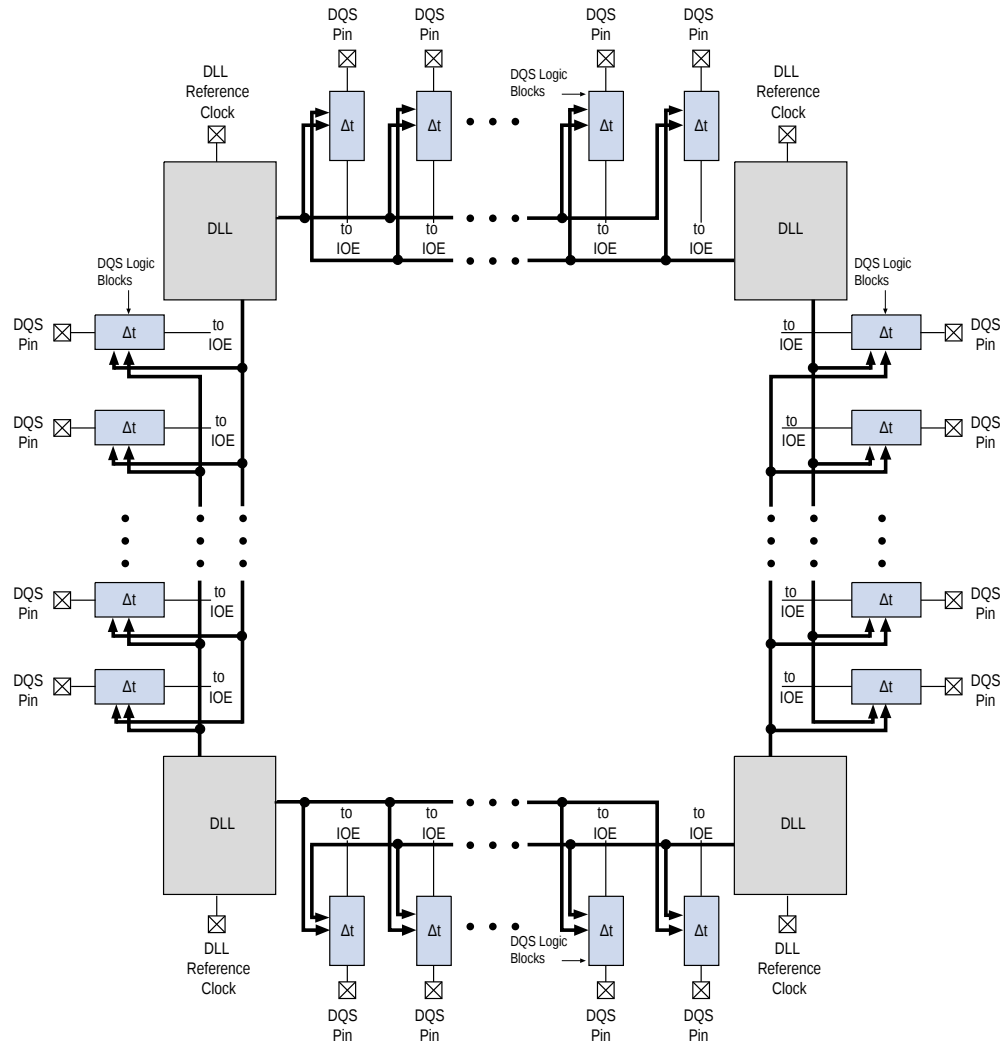 DQS
Pin
DQS
Pin
DQS
Pin
DQS
Pin
DLL
Reference
Clock
DQS Logic
Blocks
DLL
Reference
Clock
Δt
Δt
Δt
Δt
DLL
to
IOE
to
IOE
to
IOE
to
IOE
DLL
DQS Logic
Blocks
DQS Logic
Blocks
DQS
Pin
Δt
to
IOE
to
IOE
Δt
DQS
Pin
DQS
Pin
Δt
to
IOE
to
IOE
Δt
DQS
Pin
DQS
Pin
Δt
to
IOE
to
IOE
Δt
DQS
Pin
DQS
Pin
Δt
to
IOE
to
IOE
Δt
DQS
Pin
DLL
to
IOE
to
IOE
to
IOE
to
IOE
DLL
Δt
Δt
Δt
Δt
DLL
Reference
Clock
DQS Logic
Blocks
DLL
Reference
Clock
DQS
Pin
DQS
Pin
DQS
Pin
DQS
Pin